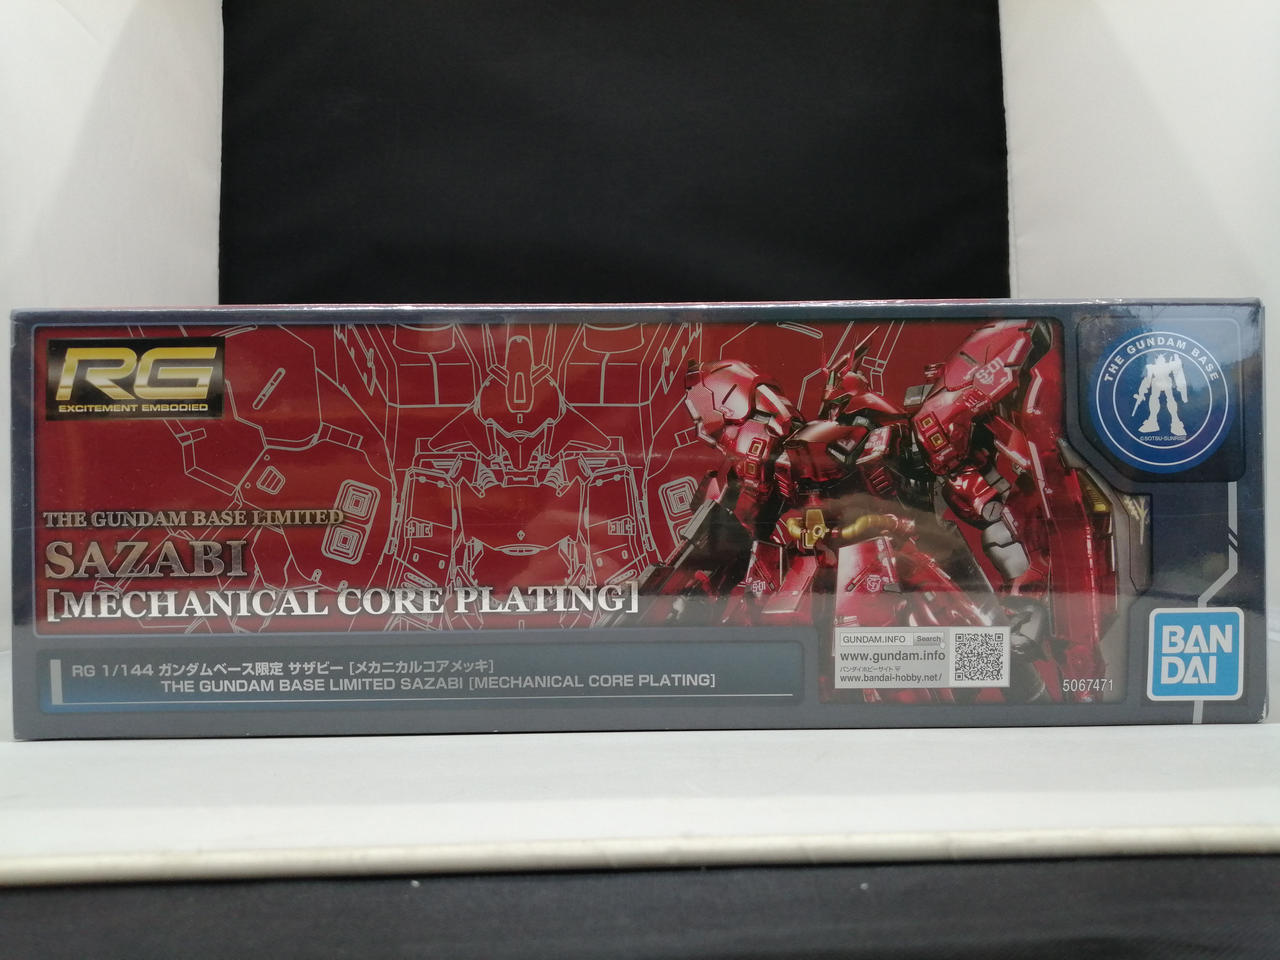 RG
EXCITEMENT EMBODIED
THE GUNDAM BASE LIMITED
SAZABI
[MECHANICAL CORE PLATING]
RG 1/144 ガンダムベース限定 サザビー [メカニカルコアメッキ]
THE GUNDAM BASE LIMITED SAZABI [MECHANICAL CORE PLATING]
GUNDAM.INFO Search
www.gundam.info
バンダイホビーサイト
www.bandai-hobby.net/
5067471
THE GUNDAM BASE
©SOTSU・SUNRISE
BAN
DAI